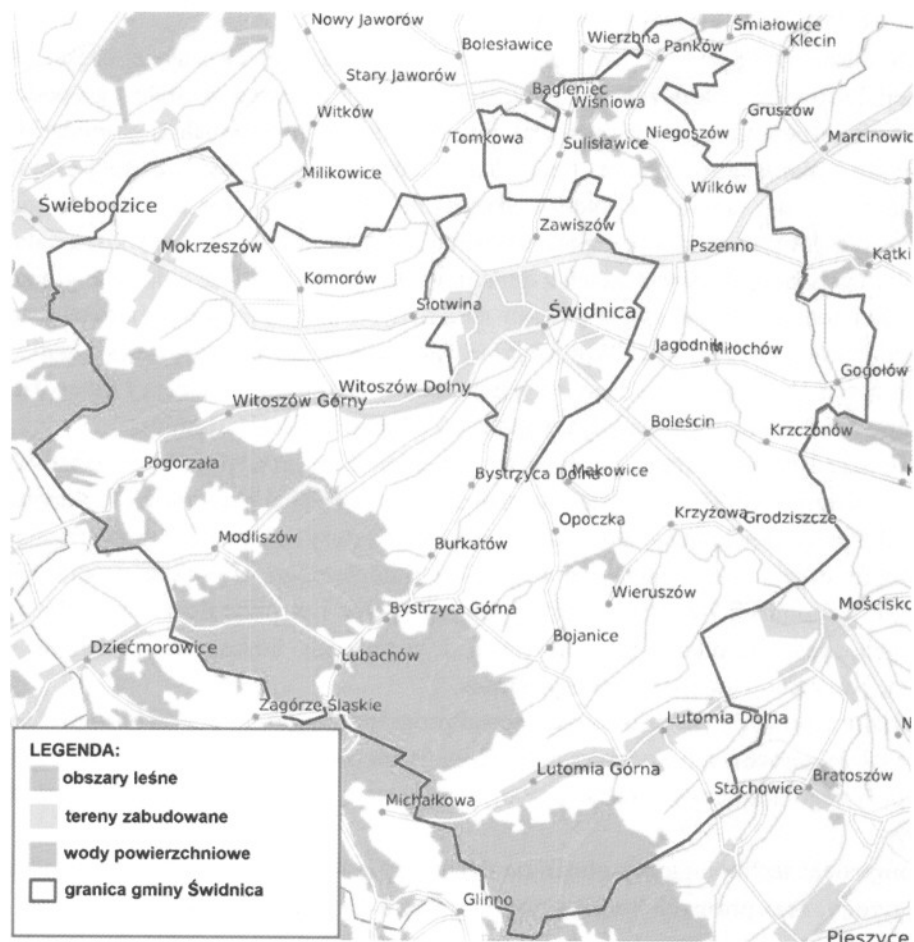 Nowy Jaworów
Śmiałowice
Bolesławice
Wierzbna
Panków
Klecin
Stary Jaworów
Bagieniec
Wiśniowa
Witków
Gruszów
Tomkowa
Sulisławice
Niegoszów
Marcinowic
Milikowice
Wilków
Świebodzice
Zawiszów
Mokrzeszów
Pszenno
Kątki
Komorów
Słotwina
Świdnica
Jagodnik
Miłochów
Gogołów
Witoszów Dolny
Witoszów Górny
Boleścin
Krzczonów
Pogorzała
Bystrzyca Dolna
Makowice
Opoczka
Krzyżowa
Grodziszcze
Modliszów
Burkatów
Wieruszów
Mościsko
Bystrzyca Górna
Bojanice
Dziećmorowice
Lubachów
Zagórze Śląskie
Lutomia Dolna
N
LEGENDA:
obszary leśne
tereny zabudowane
wody powierzchniowe
granica gminy Świdnica
Lutomia Górna
Bratoszów
Stachowice
Michałkowa
Glinno
Pieszyce